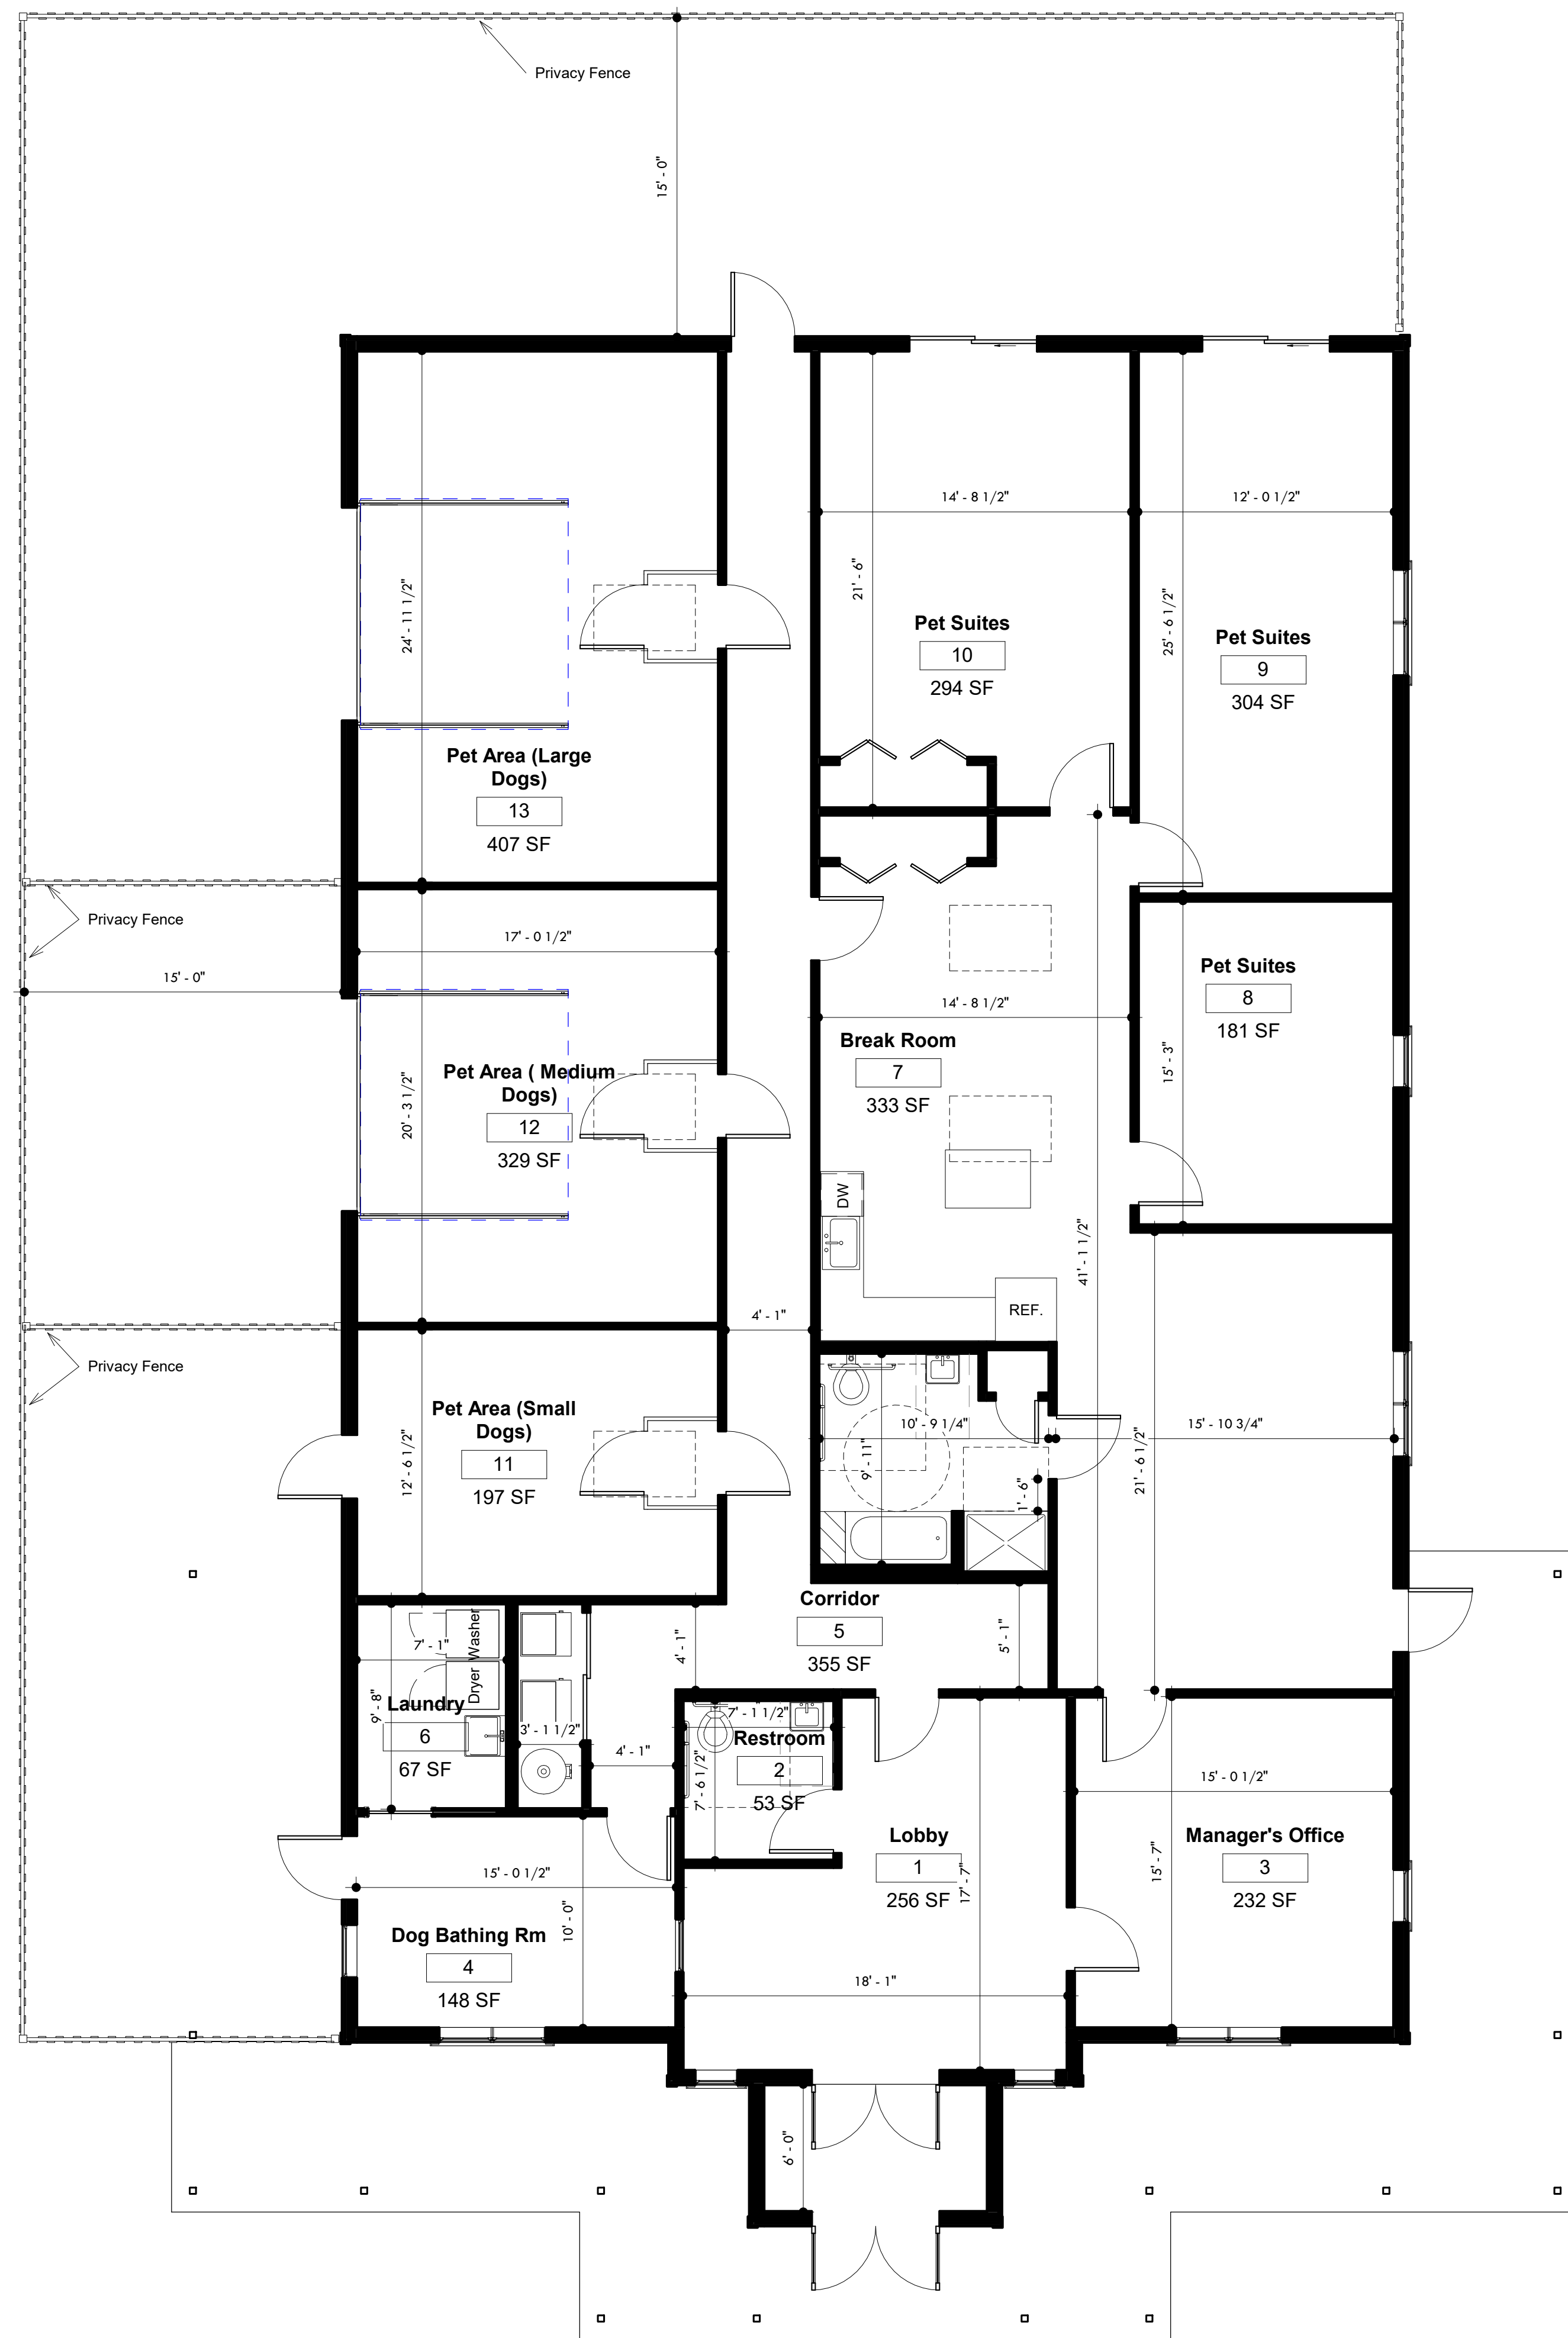 Privacy Fence
15' - 0"
14' - 8 1/2"
12' - 0 1/2"
21' - 6"
24' - 11 1/2"
25' - 6 1/2"
Pet Suites
10
294 SF
Pet Suites
9
304 SF
Pet Area (Large
Dogs)
13
407 SF
Privacy Fence
17' - 0 1/2"
15' - 0"
Pet Suites
8
181 SF
14' - 8 1/2"
Break Room
7
333 SF
15' - 3"
Pet Area ( Medium
Dogs)
12
329 SF
20' - 3 1/2"
DW
41' - 1 1/2"
REF.
4' - 1"
Privacy Fence
Pet Area (Small
Dogs)
11
197 SF
12' - 6 1/2"
10' - 9 1/4"
9' - 11"
1' - 6"
15' - 10 3/4"
21' - 6 1/2"
Corridor
5
355 SF
4' - 1"
5' - 1"
Washer
7' - 1"
Dryer
Laundry
6
67 SF
9' - 8"
3' - 1 1/2"
4' - 1"
7' - 1 1/2"
Restroom
2
53 SF
7' - 6 1/2"
15' - 0 1/2"
Lobby
1
256 SF
17' - 7"
Manager's Office
3
232 SF
15' - 7"
15' - 0 1/2"
Dog Bathing Rm
4
148 SF
10' - 0"
18' - 1"
6' - 0"